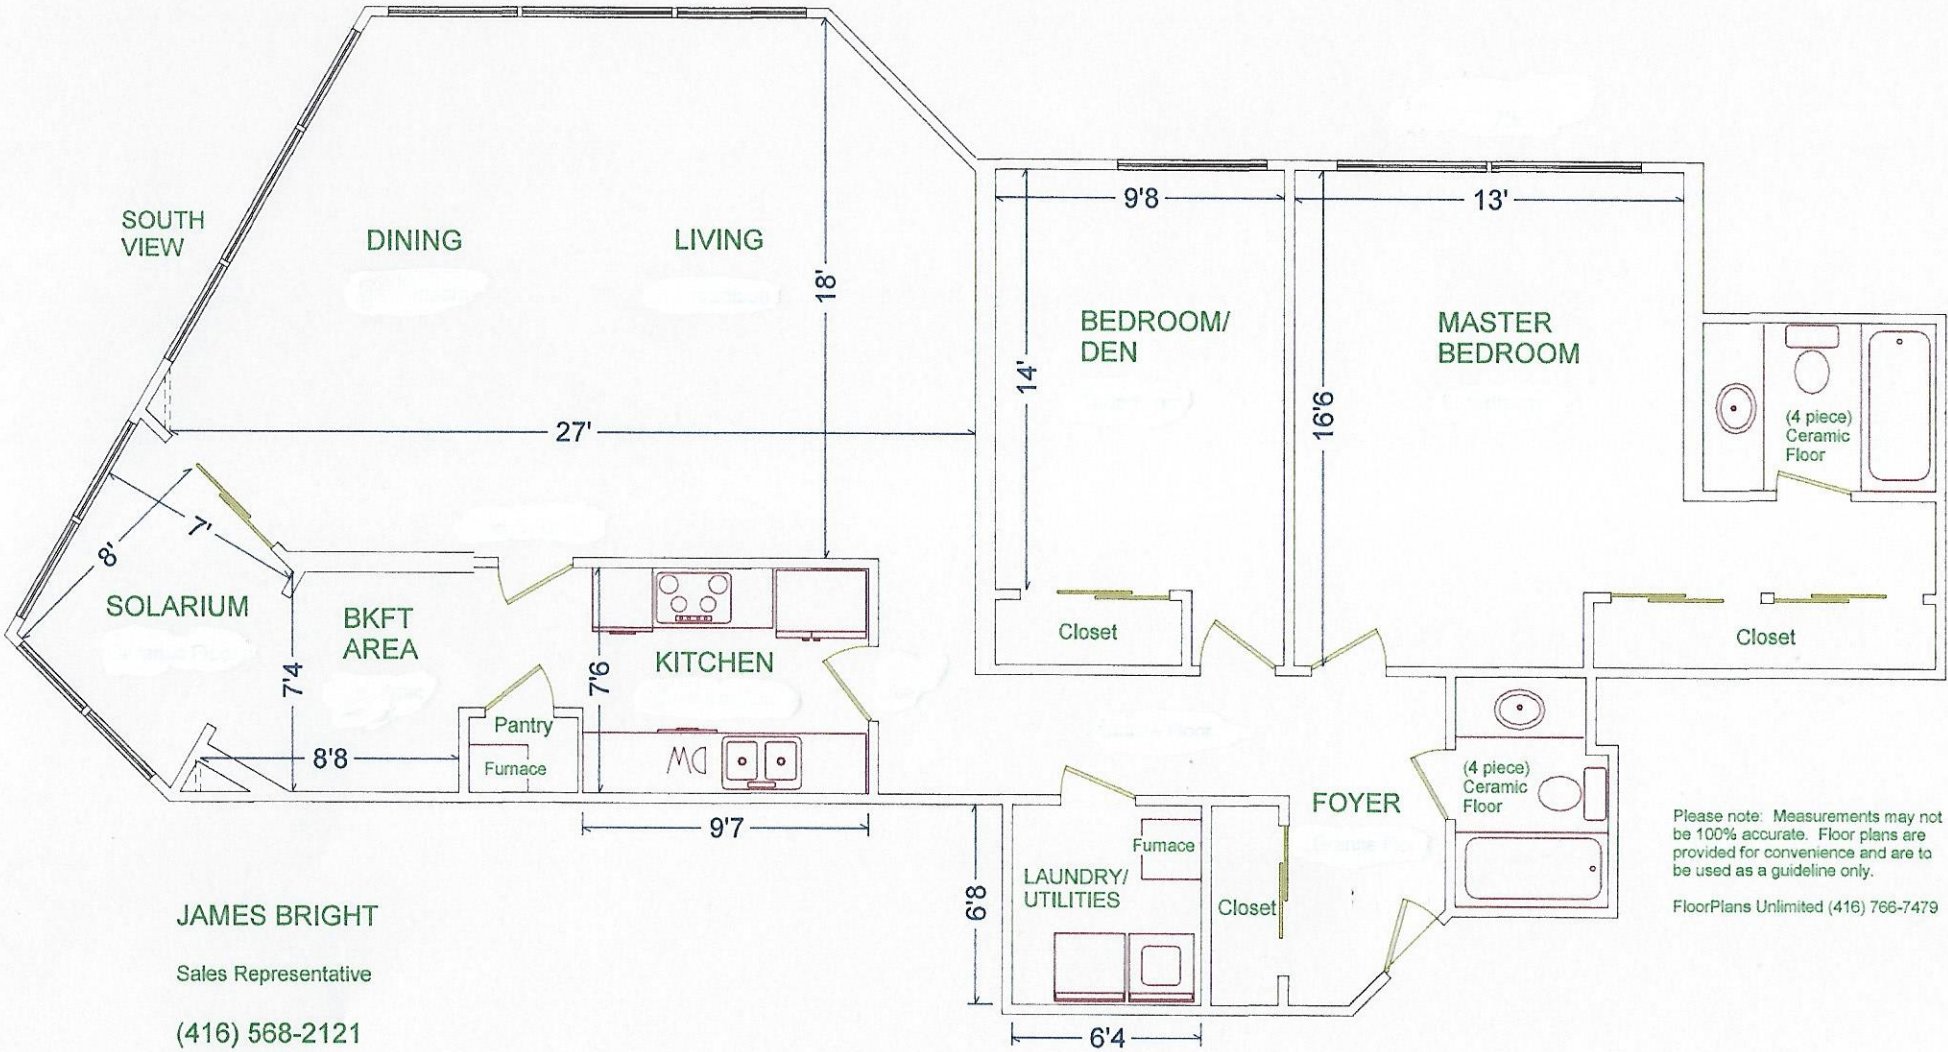 SOUTH
VIEW
DINING
LIVING
18'
27'
9'8
13'
BEDROOM/
DEN
14'
MASTER
BEDROOM
16'6
(4 piece)
Ceramic
Floor
8'
7'
SOLARIUM
BKFT
AREA
7'4
8'8
Pantry
Furnace
7'6
KITCHEN
DW
9'7
Closet
Closet
(4 piece)
Ceramic
Floor
FOYER
Furnace
LAUNDRY/
UTILITIES
Closet
6'8
6'4
Please note: Measurements may not
be 100% accurate. Floor plans are
provided for convenience and are to
be used as a guideline only.
FloorPlans Unlimited (416) 766-7479
JAMES BRIGHT
Sales Representative
(416) 568-2121